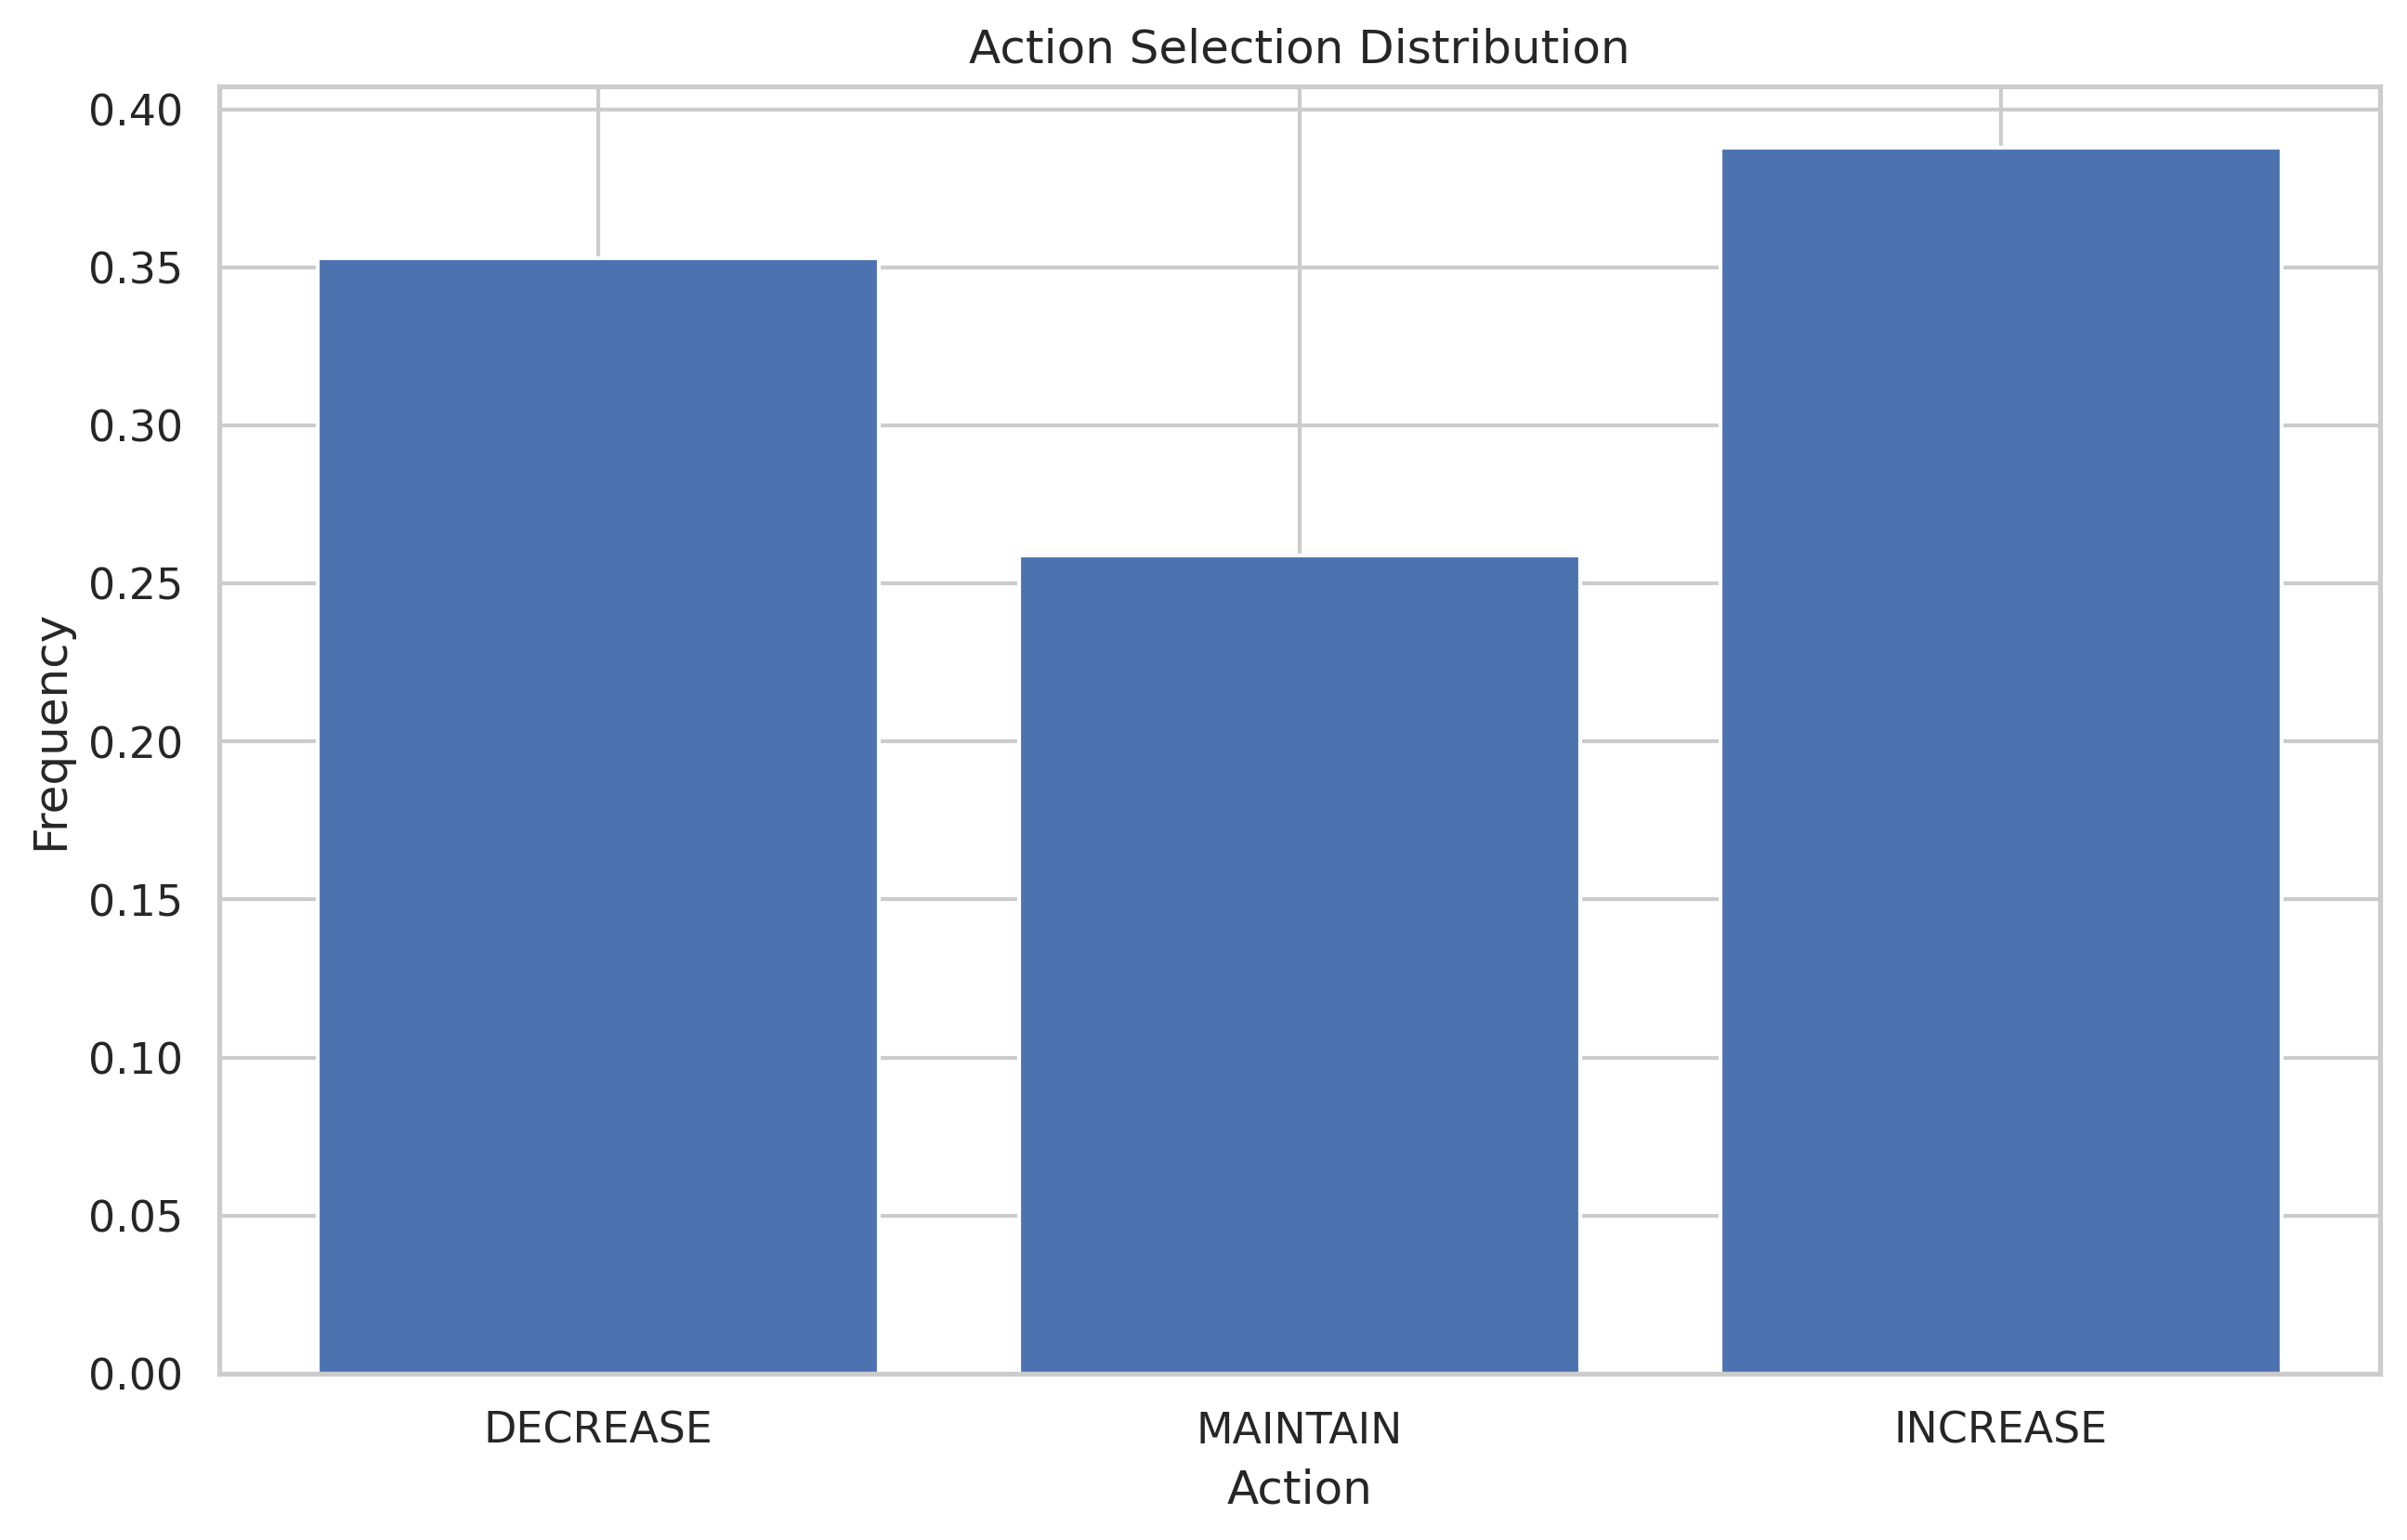 Action Selection Distribution
0.40
0.35
0.30
0.25
0.20
0.15
0.10
0.05
0.00
Frequency
DECREASE MAINTAIN INCREASE
Action